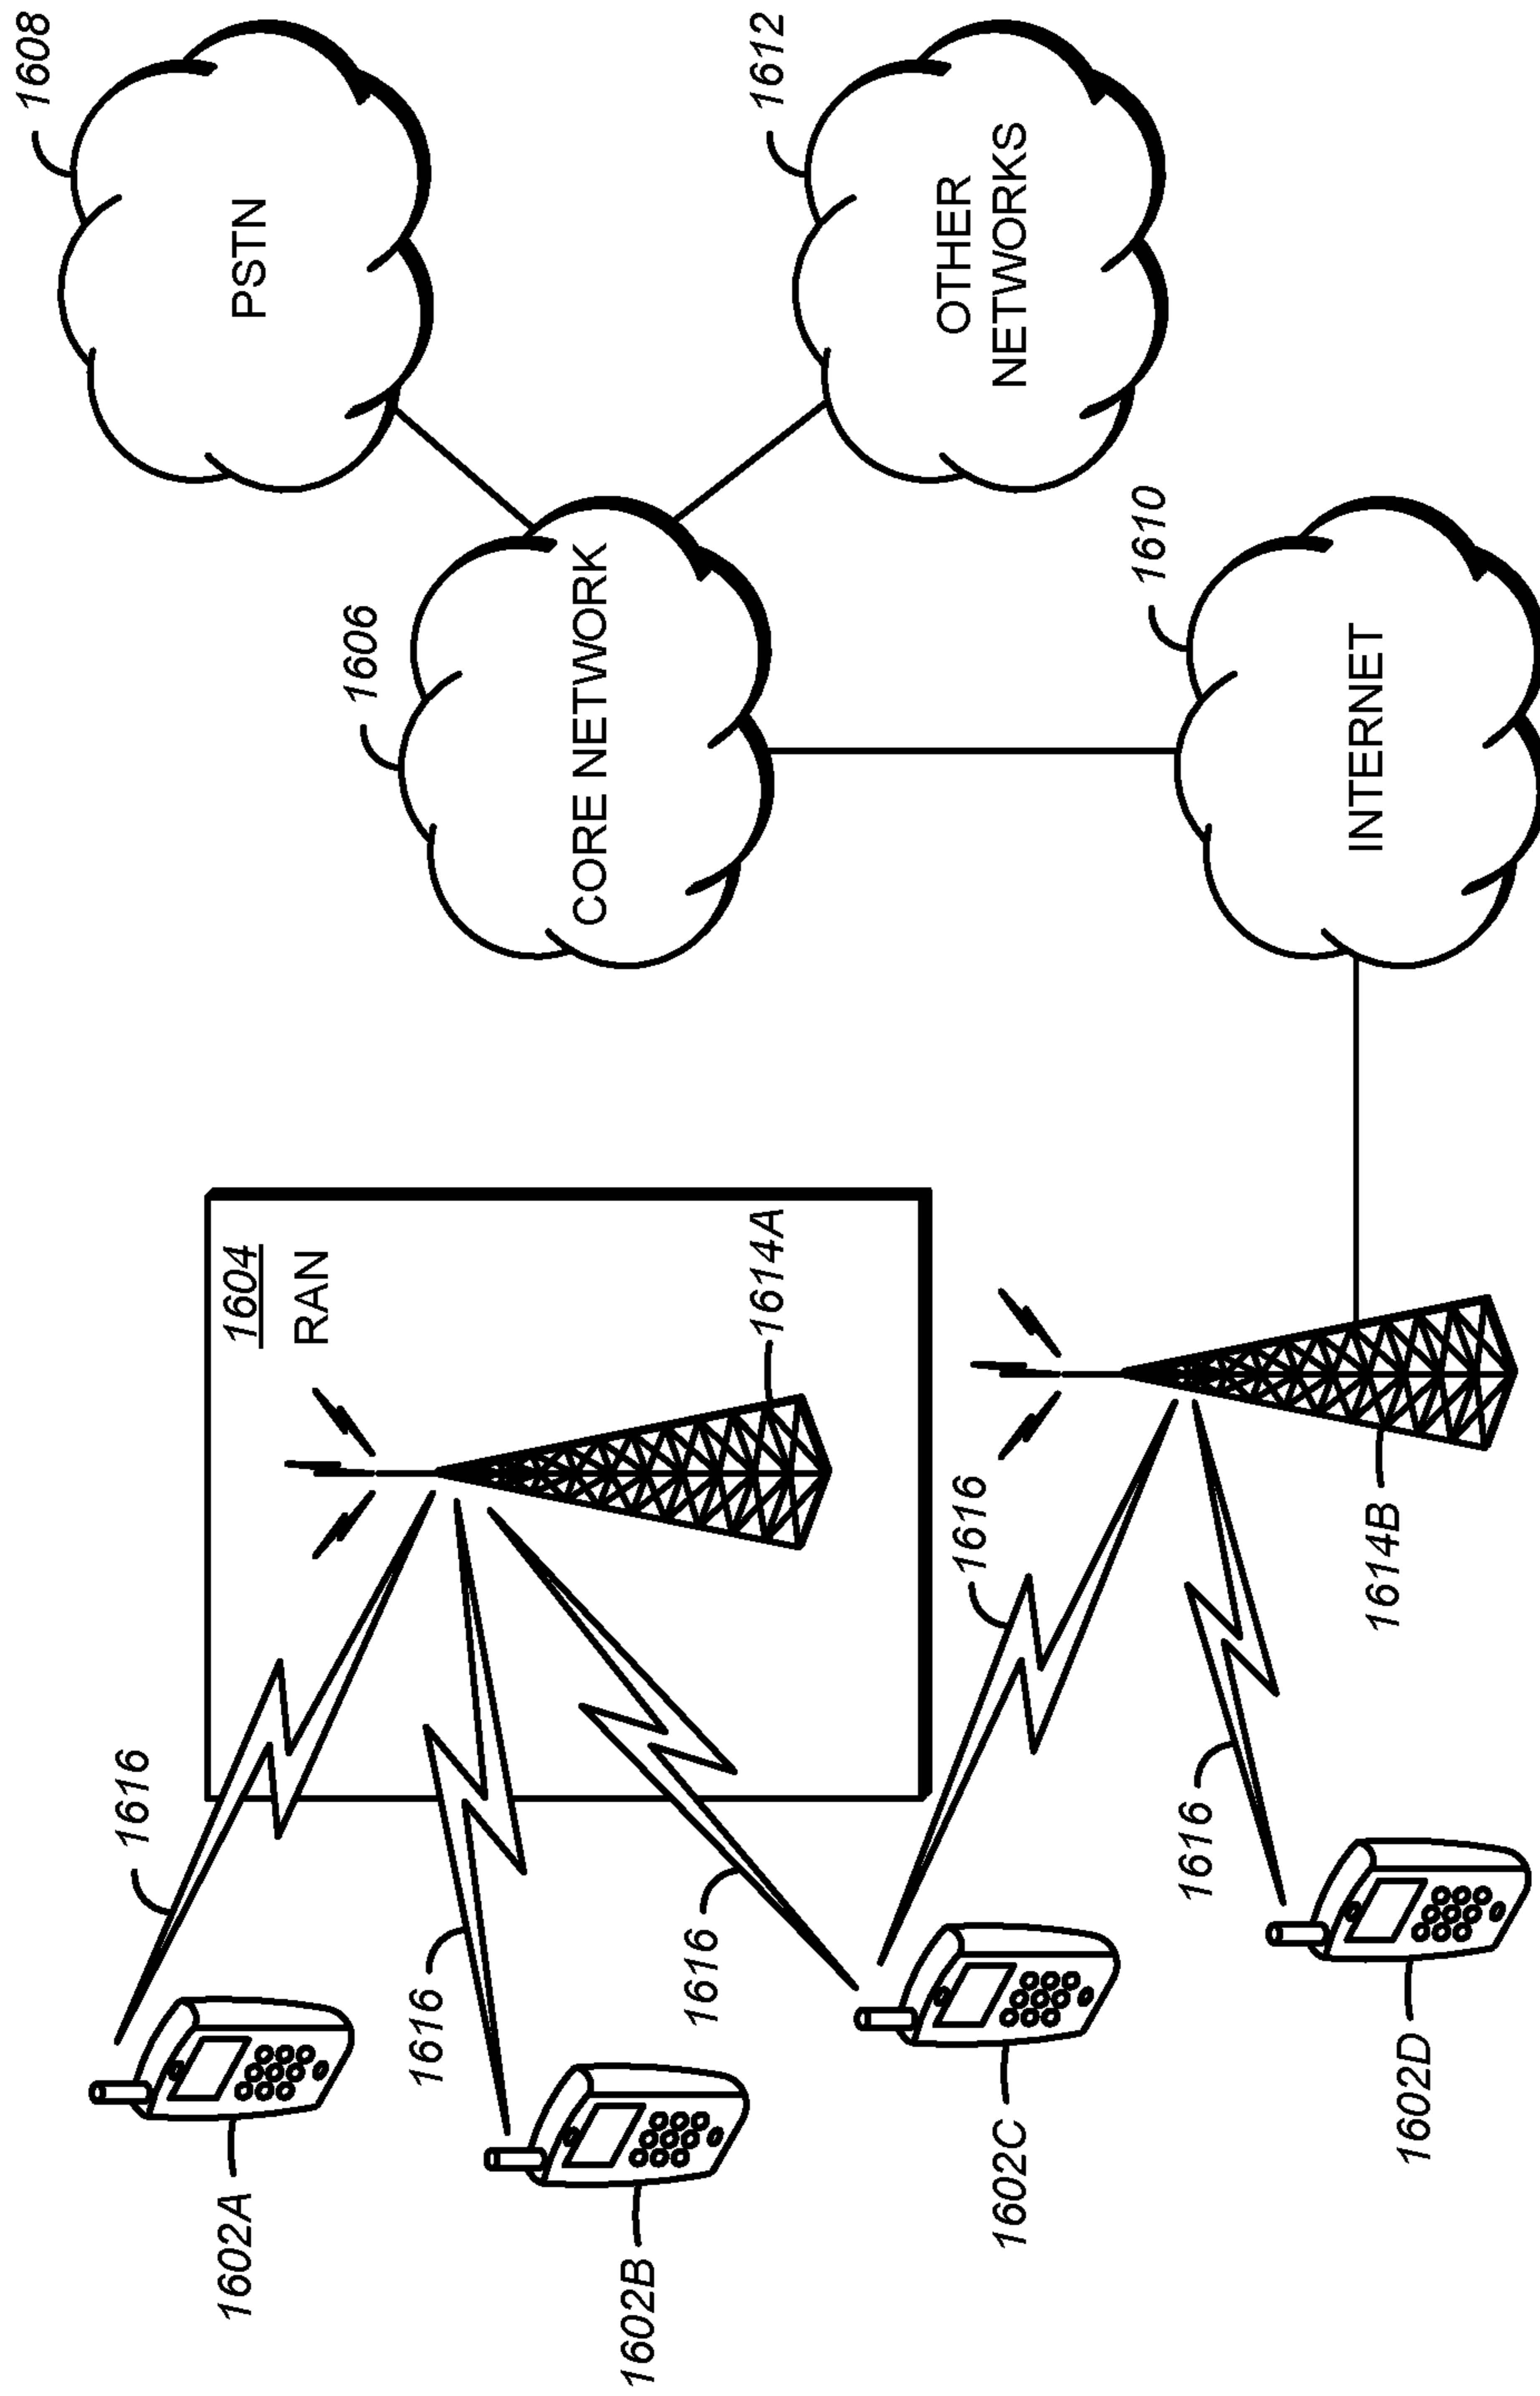 1608
PSTN
1606
CORE NETWORK
1612
OTHER
NETWORKS
1610
INTERNET
1604
RAN
1614A
1616
1602A
1616
1602B
1616
1602C
1616
1614B
1616
1602D